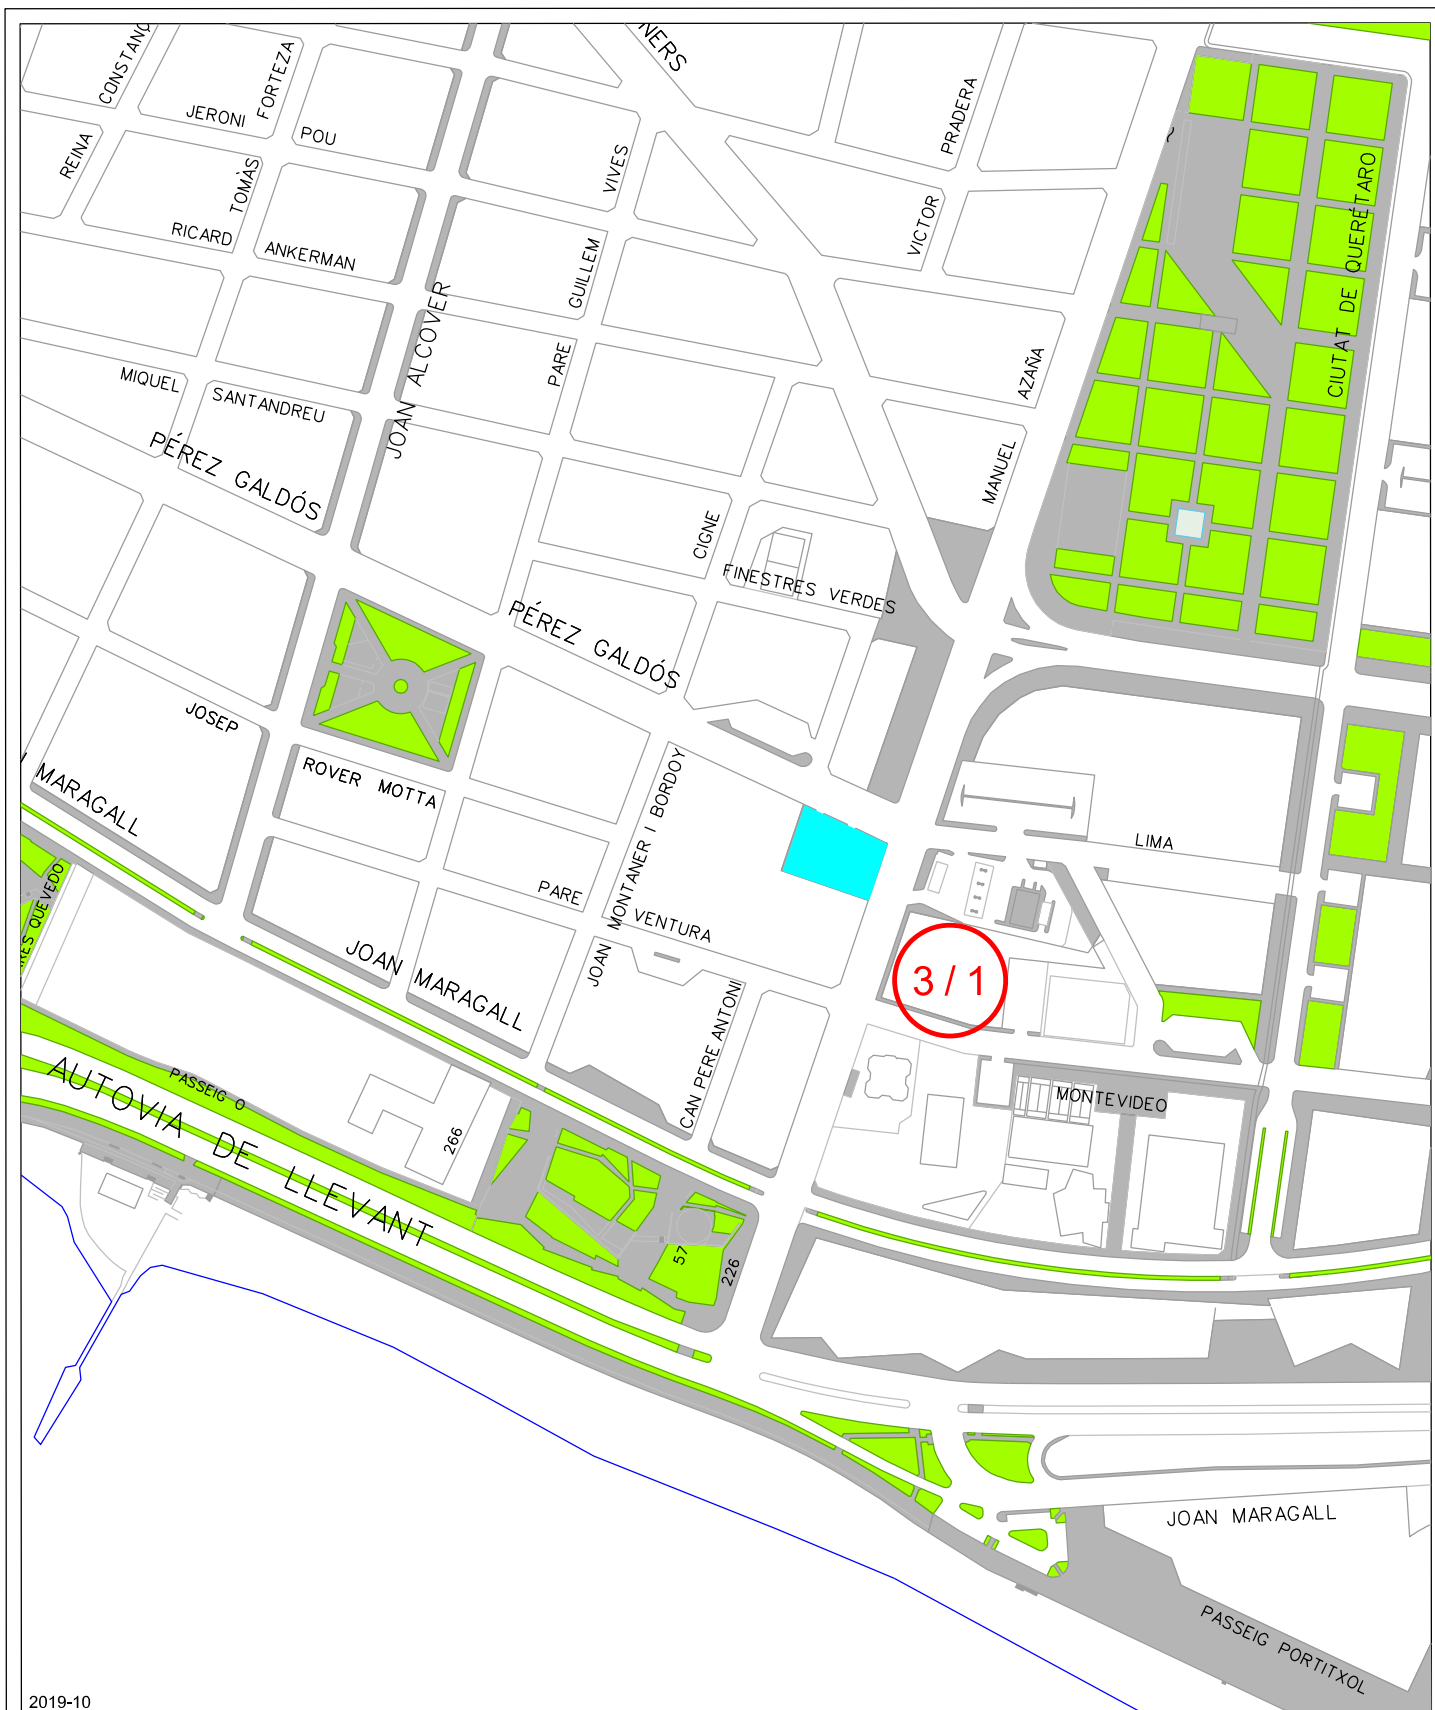 NERS
CONSTANÇ
FORTEZA
JERONI
POU
PRADERA
REINA
TOMÀS
VIVES
RICARD
ANKERMAN
VICTOR
CIUTAT DE QUERÉTARO
GUILLEM
JOAN ALCOVER
PARE
AZAÑA
MIQUEL
SANTANDREU
PÉREZ GALDÓS
MANUEL
CIGNE
FINESTRES VERDES
PÉREZ GALDÓS
JOSEP
ROVER MOTTA
MARAGALL
JOAN MONTANER I BORDOY
LIMA
PARE
VENTURA
RES QUEVEDO
JOAN MARAGALL
3 / 1
CAN PERE ANTONI
PASSEIG 0
AUTOVIA DE LLEVANT
266
MONTEVIDEO
57
226
JOAN MARAGALL
PASSEIG PORTITXOL
2019-10